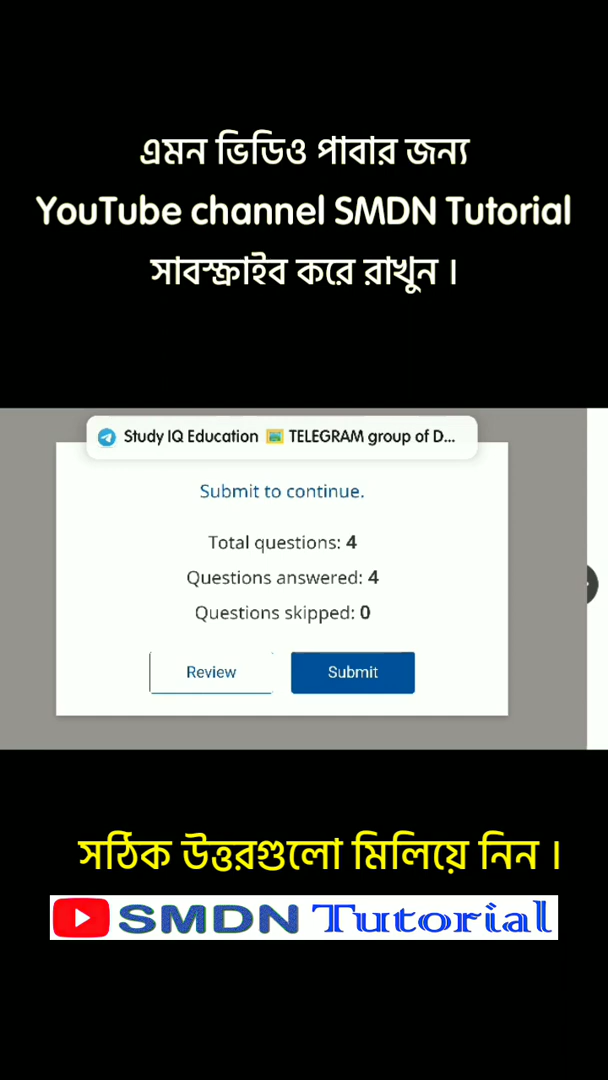 এমন ভিডিও পাবার জন্য
YouTube channel SMDN Tutorial
সাবস্ক্রাইব করে রাখুন ।
Study IQ Education TELEGRAM group of D...
Submit to continue.
Total questions: 4
Questions answered: 4
Questions skipped: 0
Review
Submit
সঠিক উত্তরগুলো মিলিয়ে নিন ।
SMDN Tutorial